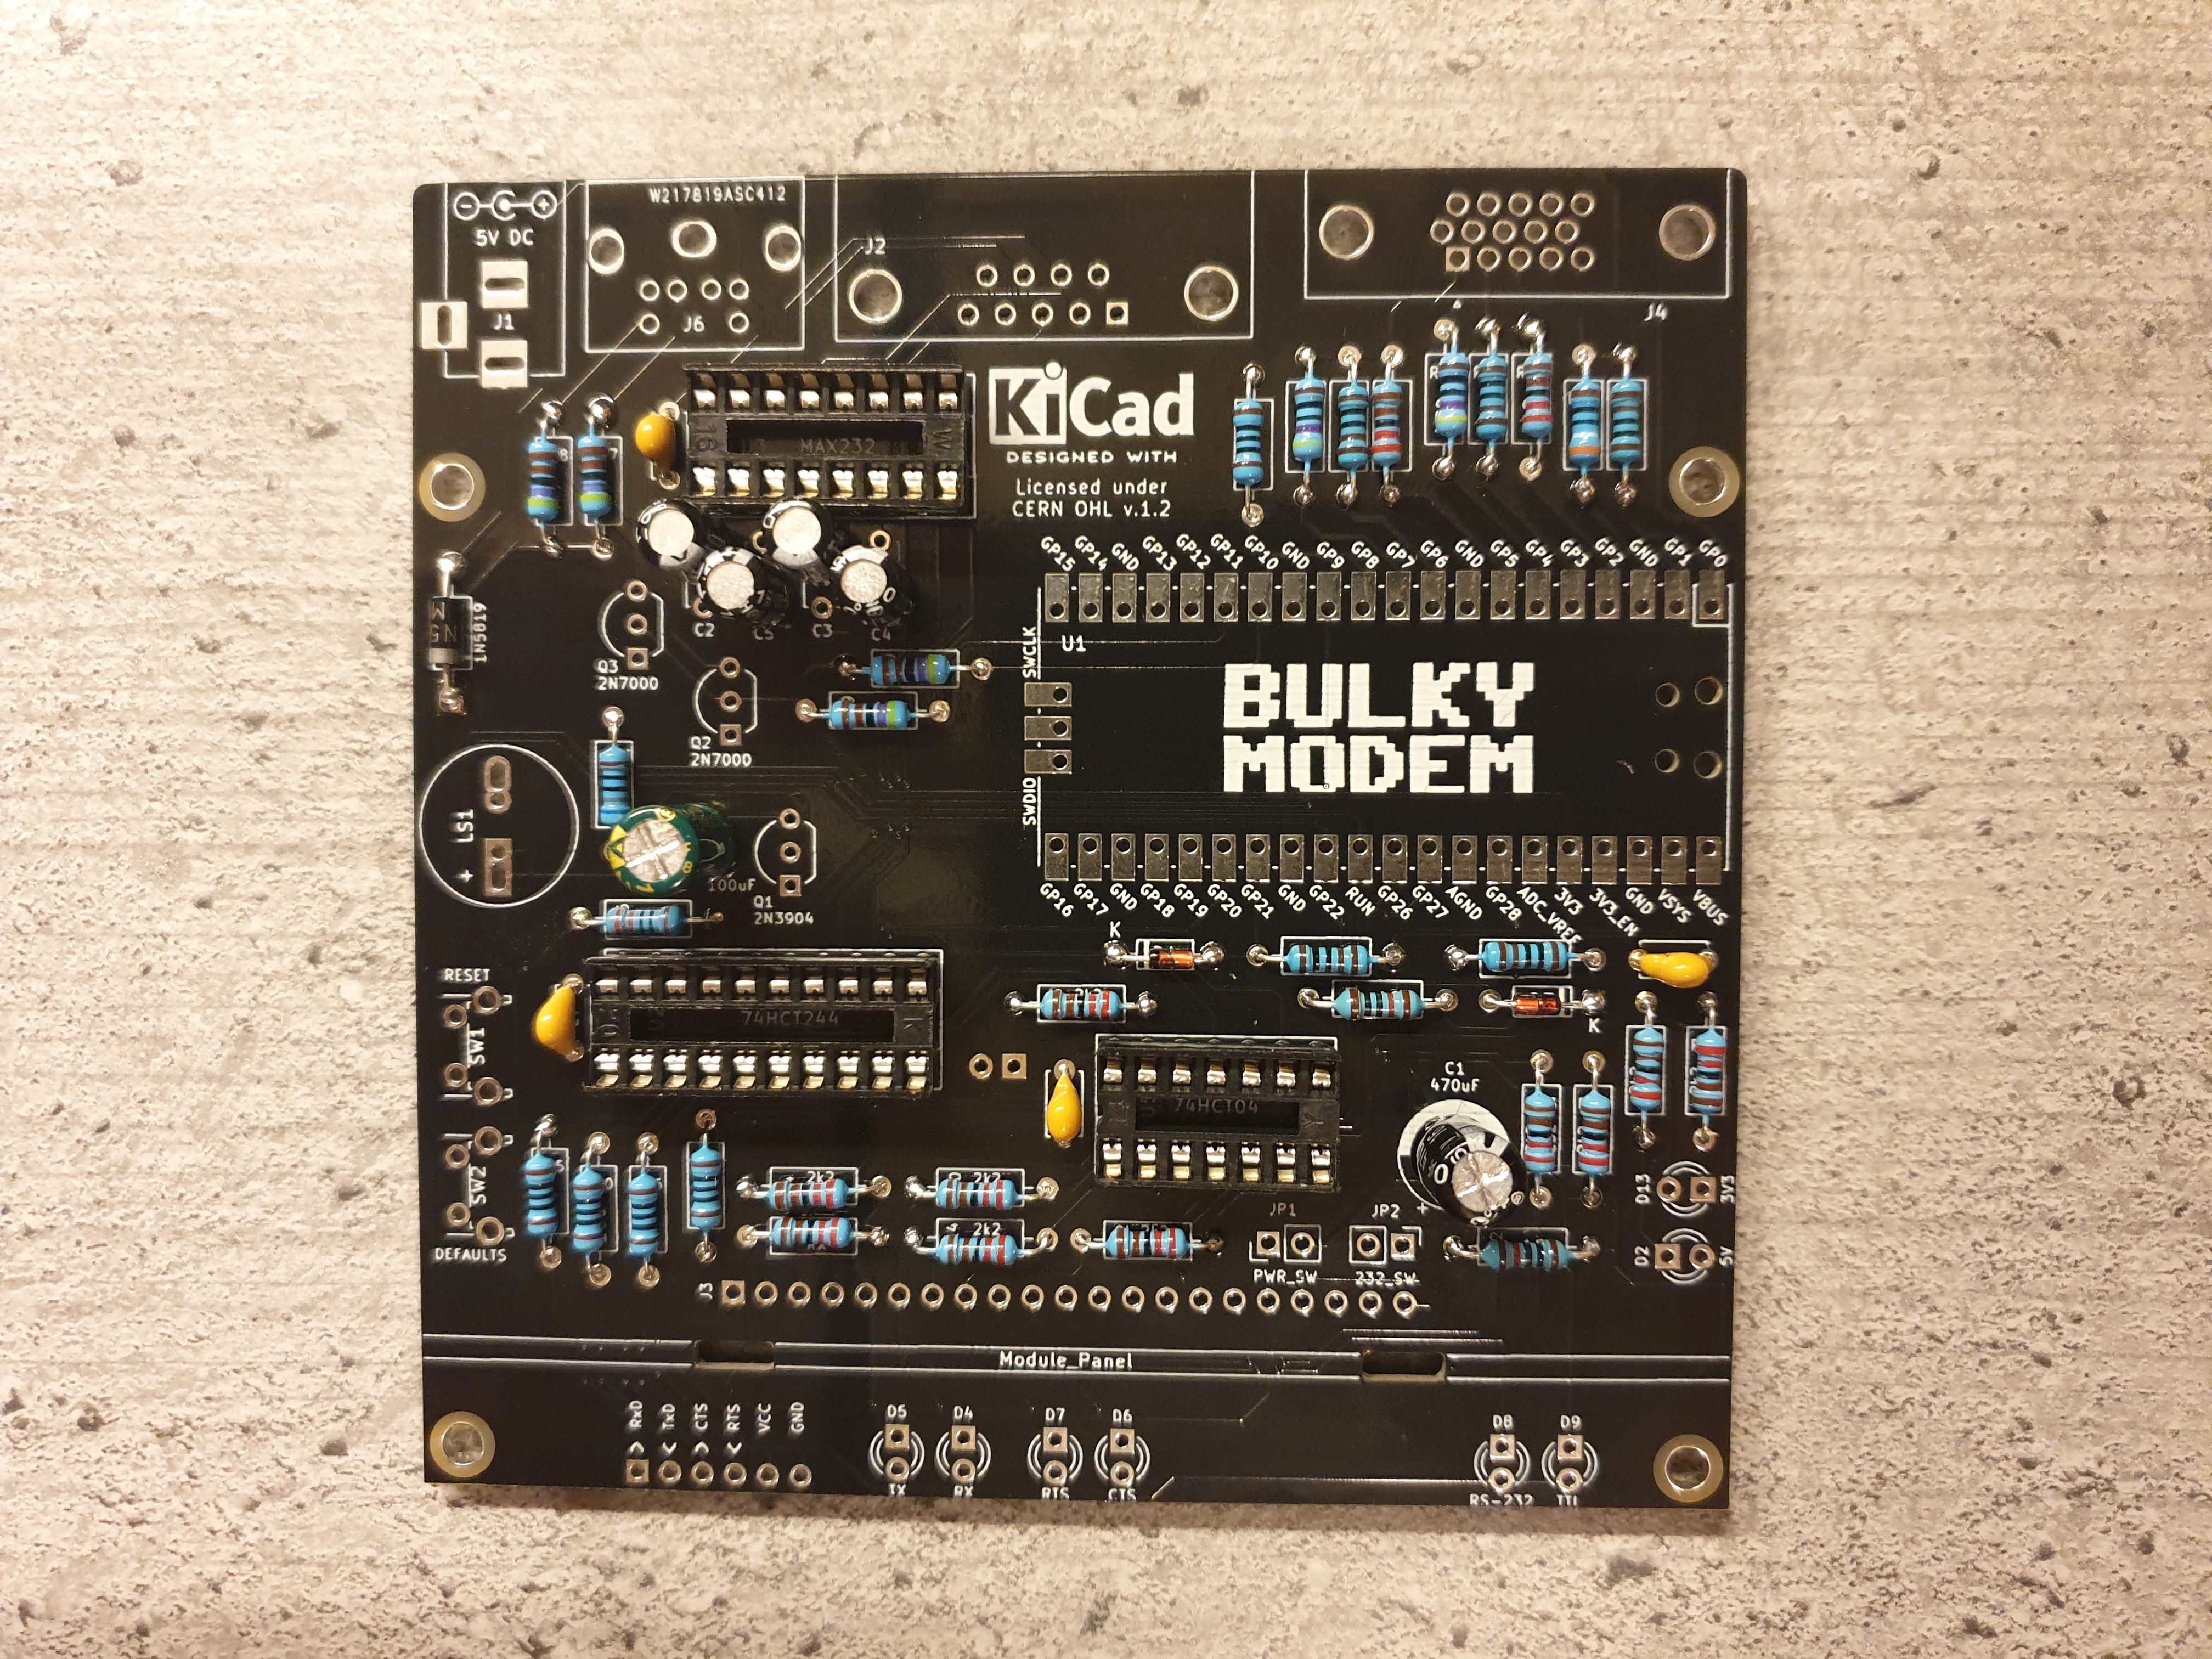 W217819ASC412
5V DC
J2
J1
J6
J4
KiCad
DESIGNED WITH
Licensed under
CERN OHL v.1.2
16
MAX232
GP15
GP14
GND
GP13
GP12
GP11
GP10
GND
GP9
GP8
GP7
GP6
GND
GP5
GP4
GP3
GP2
GND
GP1
GP0
1N5819
C2
C5
C3
C4
U1
SWCLK
Q3
2N7000
Q2
2N7000
BULKY
MODEM
SWDIO
LS1
+
100uF
Q1
2N3904
GP16
GP17
GND
GP18
GP19
GP20
GP21
GND
GP22
RUN
GP26
GP27
AGND
GP28
ADC_VREF
3V3
3V3_EN
GND
VSYS
VBUS
K
RESET
SW1
74HCT244
2k2
K
C1
470uF
74HCT04
SW2
DEFAULTS
2k2
2k2
2k2
JP1
JP2
+
PWR_SW
232_SW
D13
3V3
D2
5V
J3
Module_Panel
> RxD
< TxD
> CTS
< RTS
VCC
GND
D5
D4
D7
D6
D8
D9
TX
RX
RTS
CTS
RS-232
TTL